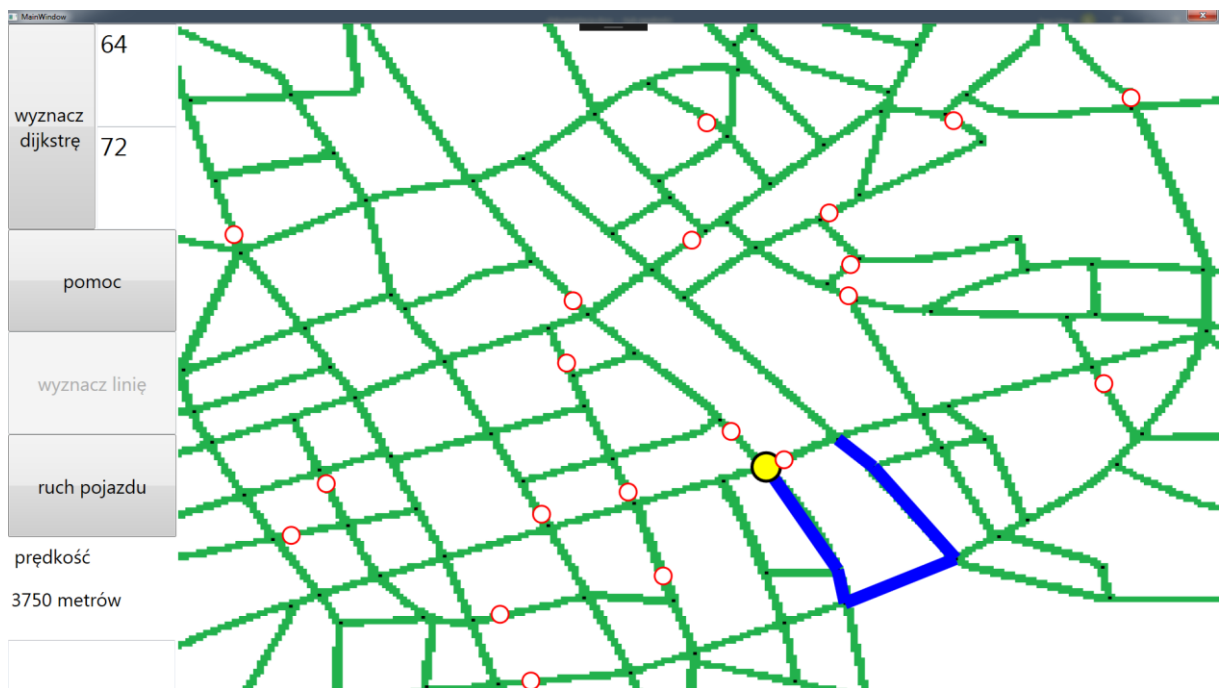 MainWindow
wyznacz
dijkstrę
64
72
pomoc
wyznacz linię
ruch pojazdu
prędkość
3750 metrów